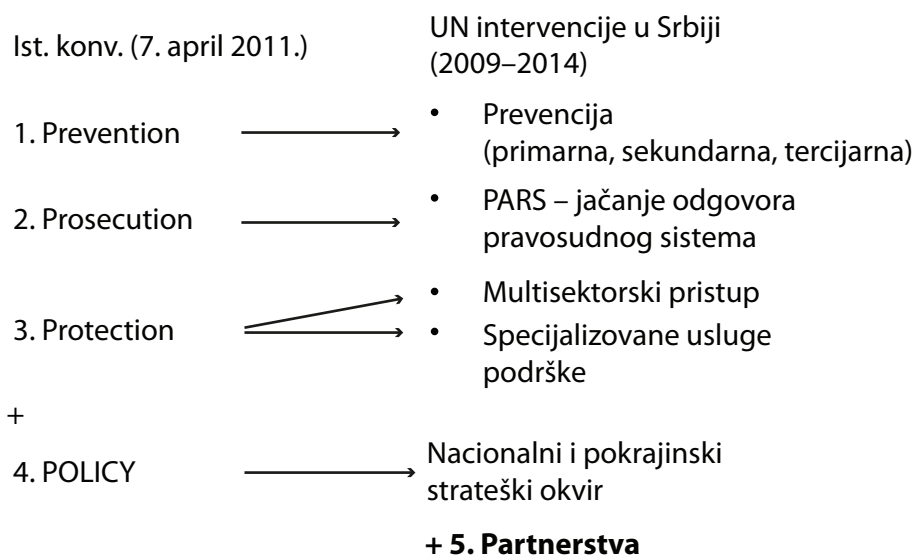 Ist. konv. (7. april 2011.)
UN intervencije u Srbiji
(2009–2014)
1. Prevention
• Prevencija
(primarna, sekundarna, tercijarna)
2. Prosecution
• PARS – jačanje odgovora
pravosudnog sistema
3. Protection
• Multisektorski pristup
• Specijalizovane usluge
podrške
+
4. POLICY
Nacionalni i pokrajinski
strateški okvir
+ 5. Partnerstva